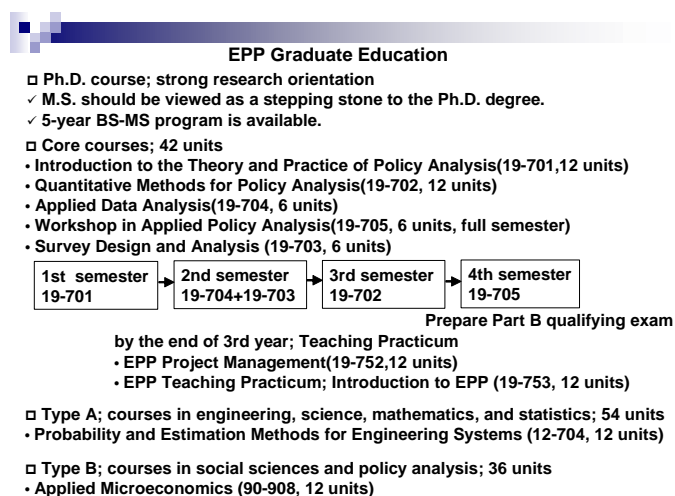 EPP Graduate Education
□ Ph.D. course; strong research orientation
✓ M.S. should be viewed as a stepping stone to the Ph.D. degree.
✓ 5-year BS-MS program is available.
□ Core courses; 42 units
• Introduction to the Theory and Practice of Policy Analysis(19-701,12 units)
• Quantitative Methods for Policy Analysis(19-702, 12 units)
• Applied Data Analysis(19-704, 6 units)
• Workshop in Applied Policy Analysis(19-705, 6 units, full semester)
• Survey Design and Analysis (19-703, 6 units)
1st semester
19-701
2nd semester
19-704+19-703
3rd semester
19-702
4th semester
19-705
Prepare Part B qualifying exam
by the end of 3rd year; Teaching Practicum
• EPP Project Management(19-752,12 units)
• EPP Teaching Practicum; Introduction to EPP (19-753, 12 units)
□ Type A; courses in engineering, science, mathematics, and statistics; 54 units
• Probability and Estimation Methods for Engineering Systems (12-704, 12 units)
□ Type B; courses in social sciences and policy analysis; 36 units
• Applied Microeconomics (90-908, 12 units)